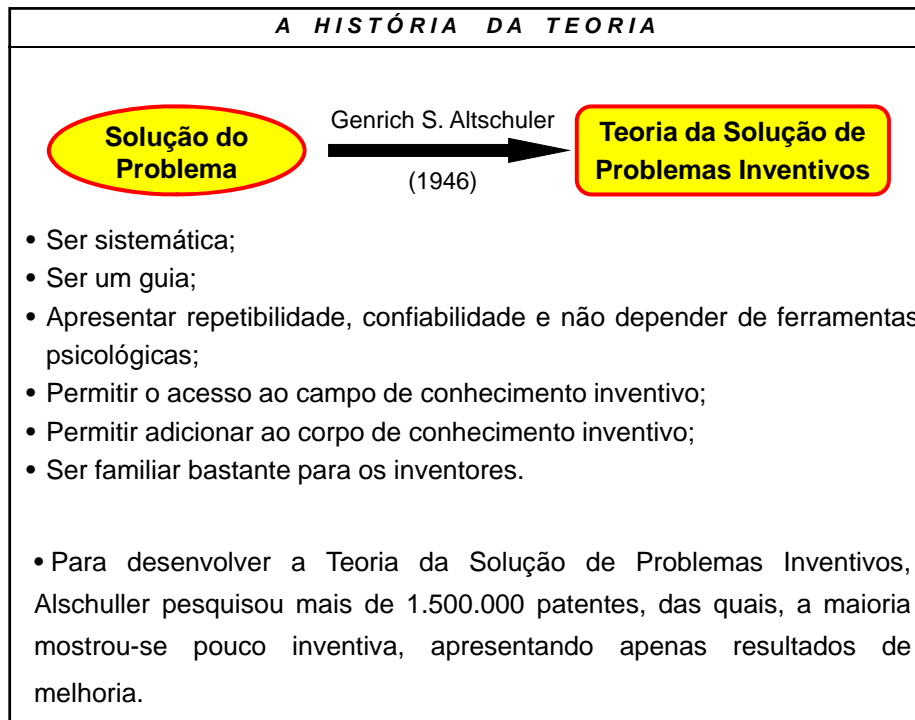 A HISTÓRIA DA TEORIA
Solução do
Problema
Genrich S. Altschuler
(1946)
Teoria da Solução de
Problemas Inventivos
• Ser sistemática;
• Ser um guia;
• Apresentar repetibilidade, confiabilidade e não depender de ferramentas
psicológicas;
• Permitir o acesso ao campo de conhecimento inventivo;
• Permitir adicionar ao corpo de conhecimento inventivo;
• Ser familiar bastante para os inventores.
• Para desenvolver a Teoria da Solução de Problemas Inventivos,
Alschuller pesquisou mais de 1.500.000 patentes, das quais, a maioria
mostrou-se pouco inventiva, apresentando apenas resultados de
melhoria.